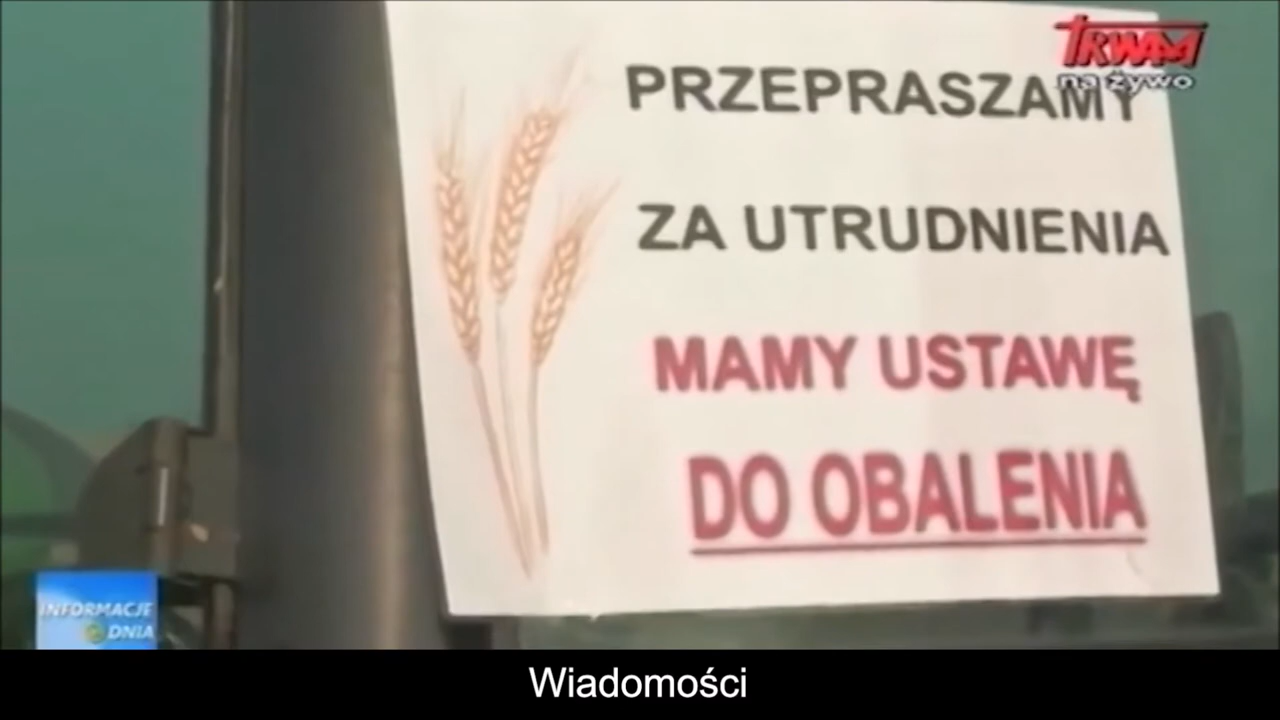 TRWAM
na żywo
PRZEPRASZAMY
ZA UTRUDNIENIA
MAMY USTAWĘ
DO OBALENIA
INFORMACJE
DNIA
Wiadomości